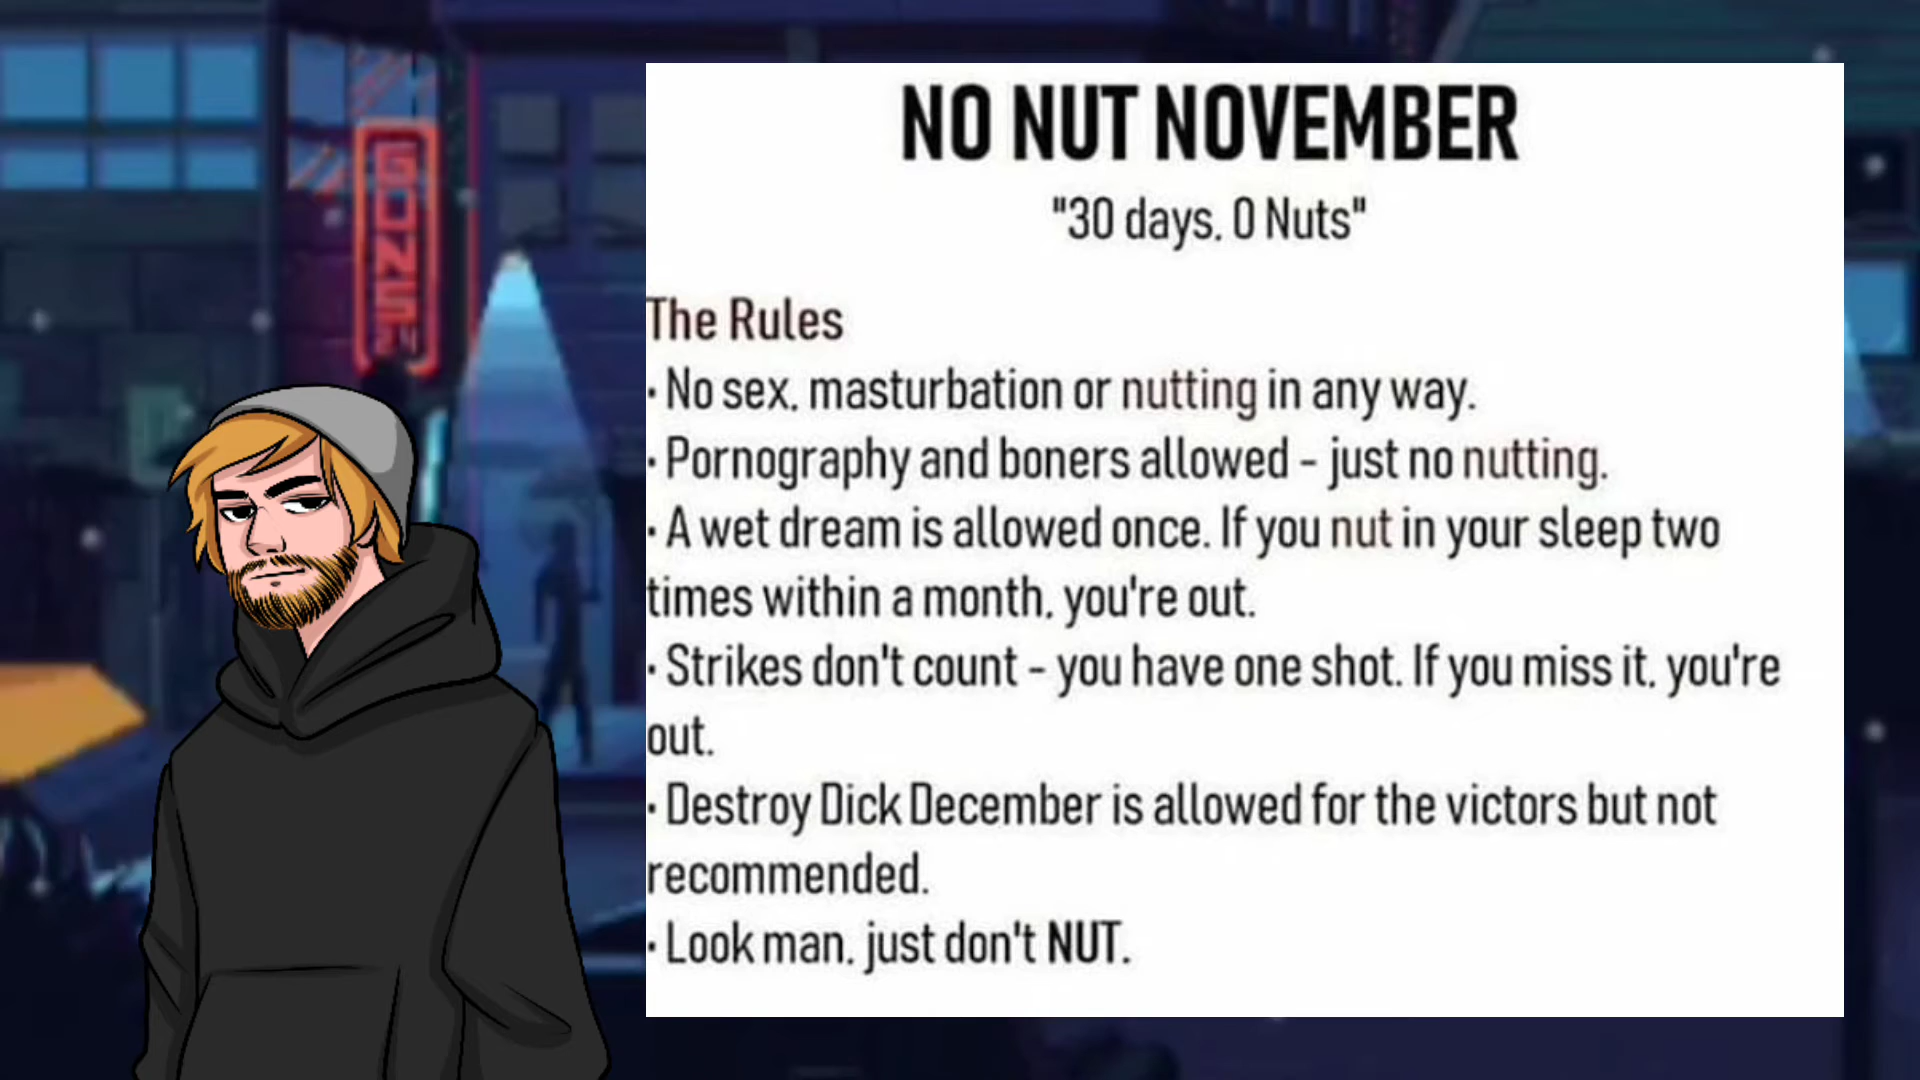 GUNS
NO NUT NOVEMBER
"30 days, 0 Nuts"
The Rules
· No sex, masturbation or nutting in any way.
· Pornography and boners allowed - just no nutting.
· A wet dream is allowed once. If you nut in your sleep two
times within a month, you're out.
· Strikes don't count - you have one shot. If you miss it, you're
out.
· Destroy Dick December is allowed for the victors but not
recommended.
· Look man, just don't NUT.